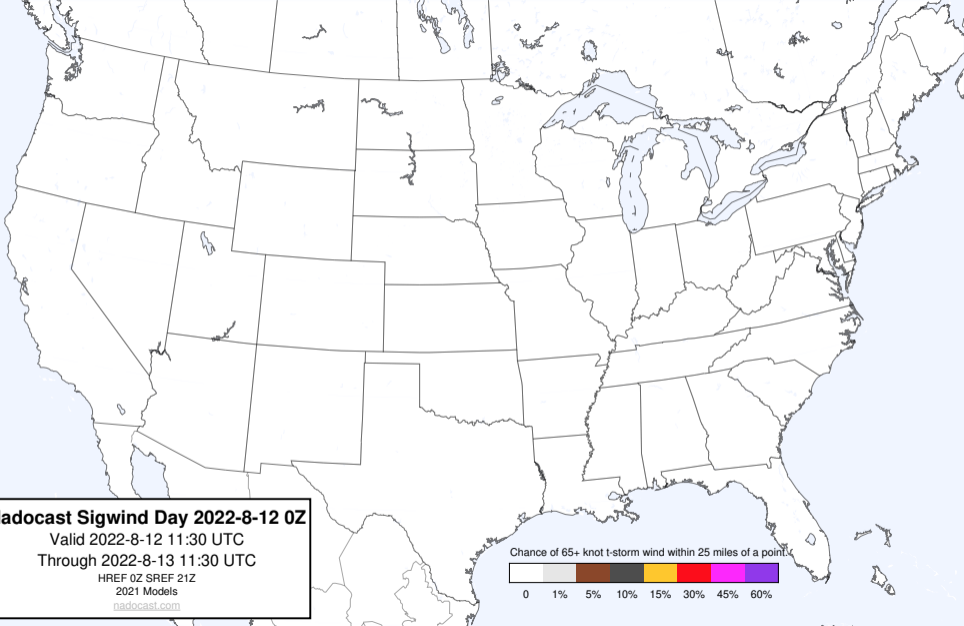 adocast Sigwind Day 2022-8-12 0Z
Valid 2022-8-12 11:30 UTC
Through 2022-8-13 11:30 UTC
HREF 0Z SREF 21Z
2021 Models
nadocast.com
Chance of 65+ knot t-storm wind within 25 miles of a point.
0 1% 5% 10% 15% 30% 45% 60%